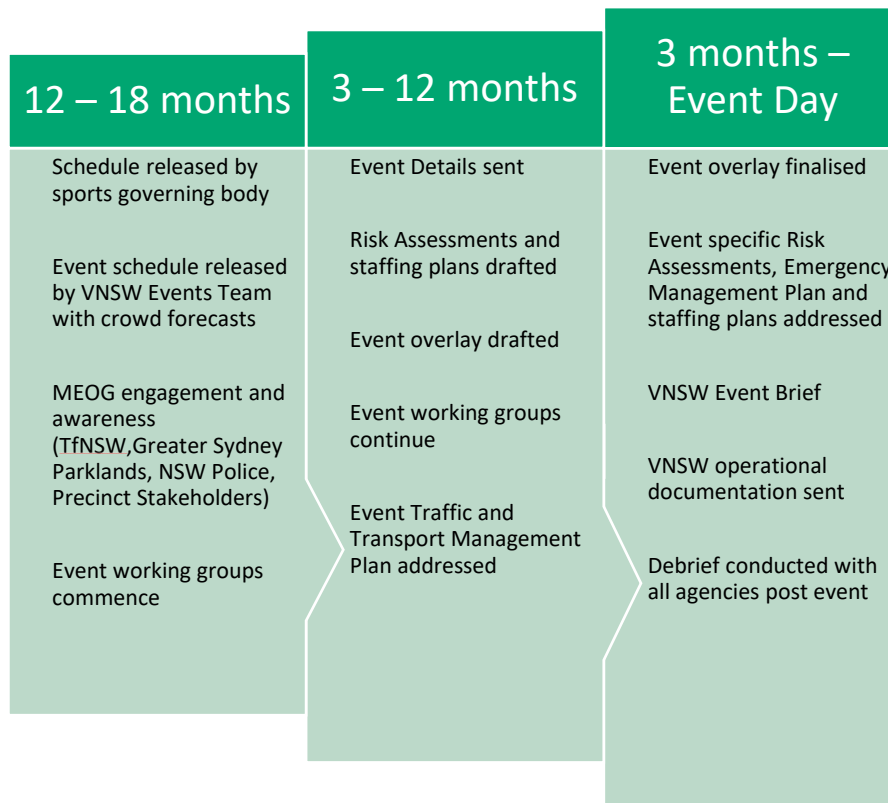 12 – 18 months
Schedule released by
sports governing body
Event schedule released
by VNSW Events Team
with crowd forecasts
MEOG engagement and
awareness
(TfNSW,Greater Sydney
Parklands, NSW Police,
Precinct Stakeholders)
Event working groups
commence
3 – 12 months
Event Details sent
Risk Assessments and
staffing plans drafted
Event overlay drafted
Event working groups
continue
Event Traffic and
Transport Management
Plan addressed
3 months –
Event Day
Event overlay finalised
Event specific Risk
Assessments, Emergency
Management Plan and
staffing plans addressed
VNSW Event Brief
VNSW operational
documentation sent
Debrief conducted with
all agencies post event